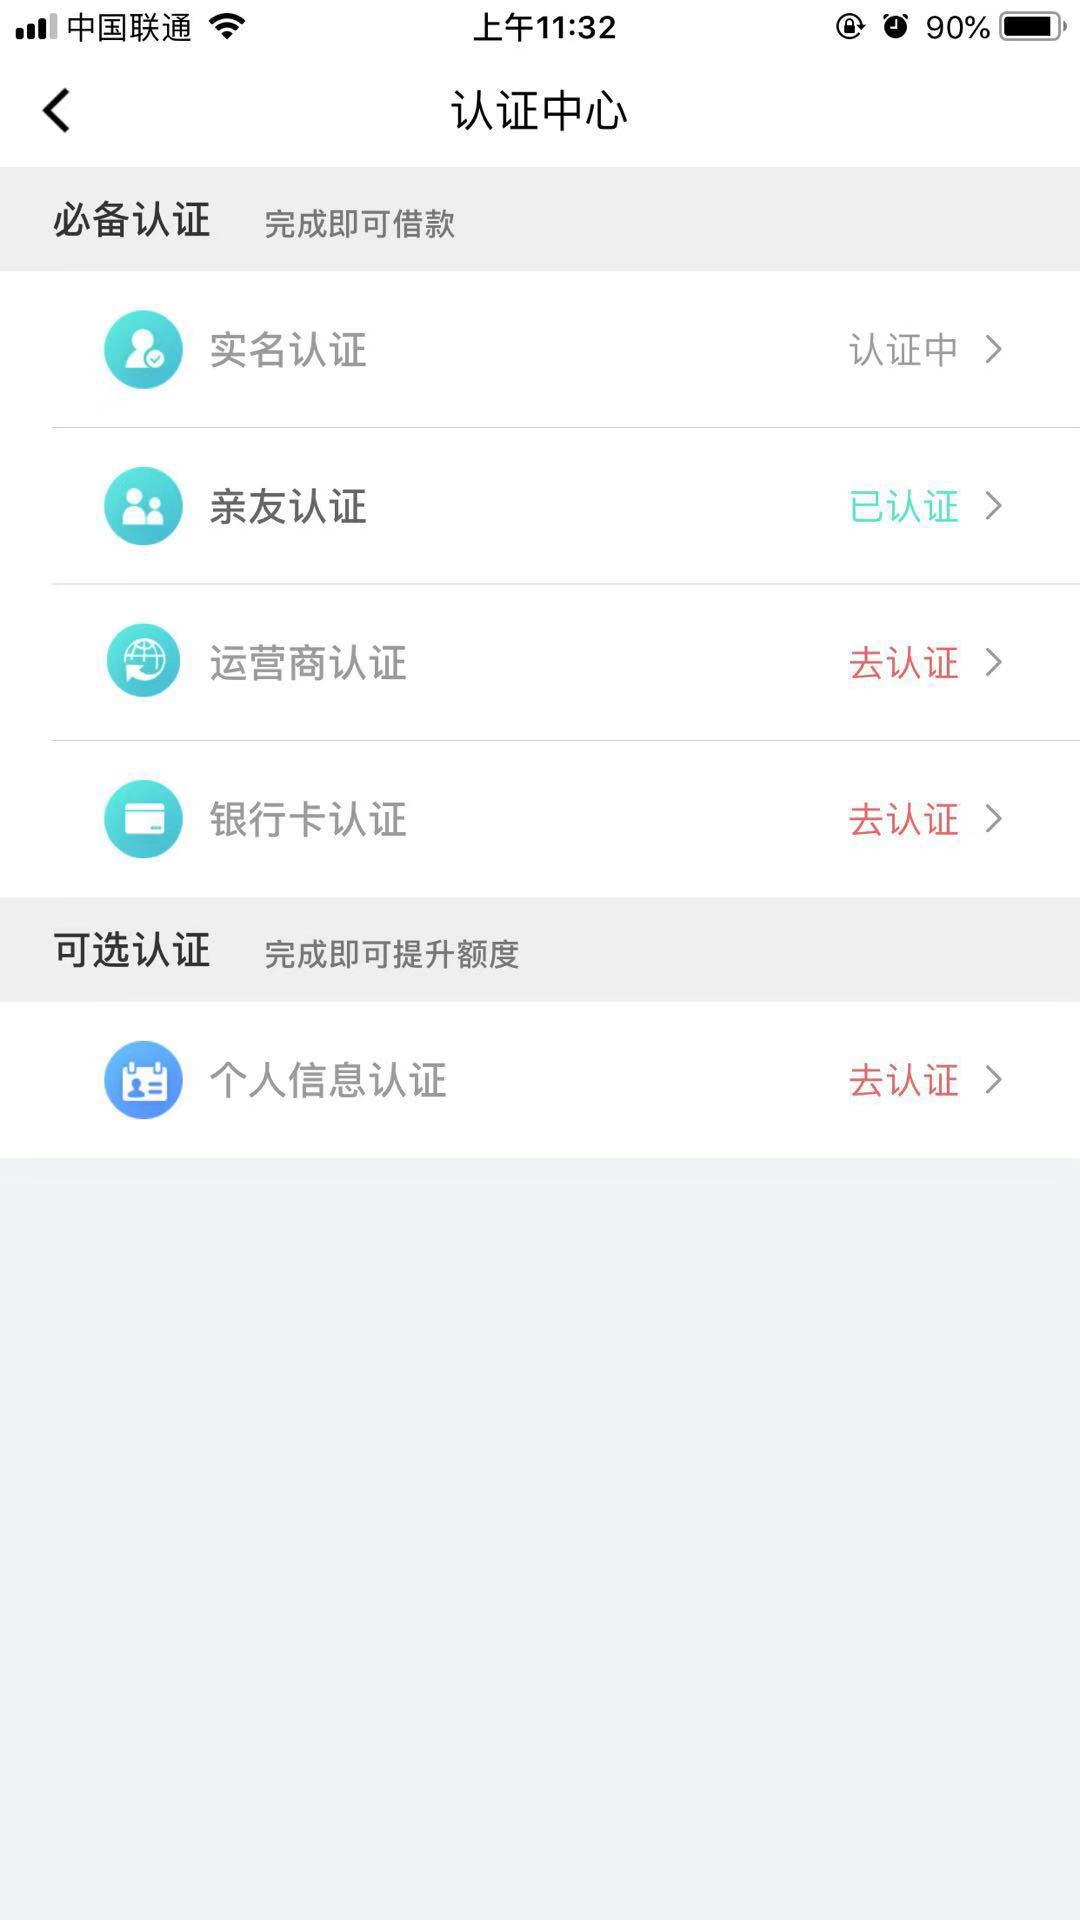 中国联通 上午11:32 90%
认证中心
必备认证 完成即可借款
实名认证 认证中
亲友认证 已认证
运营商认证 去认证
银行卡认证 去认证
可选认证 完成即可提升额度
个人信息认证 去认证